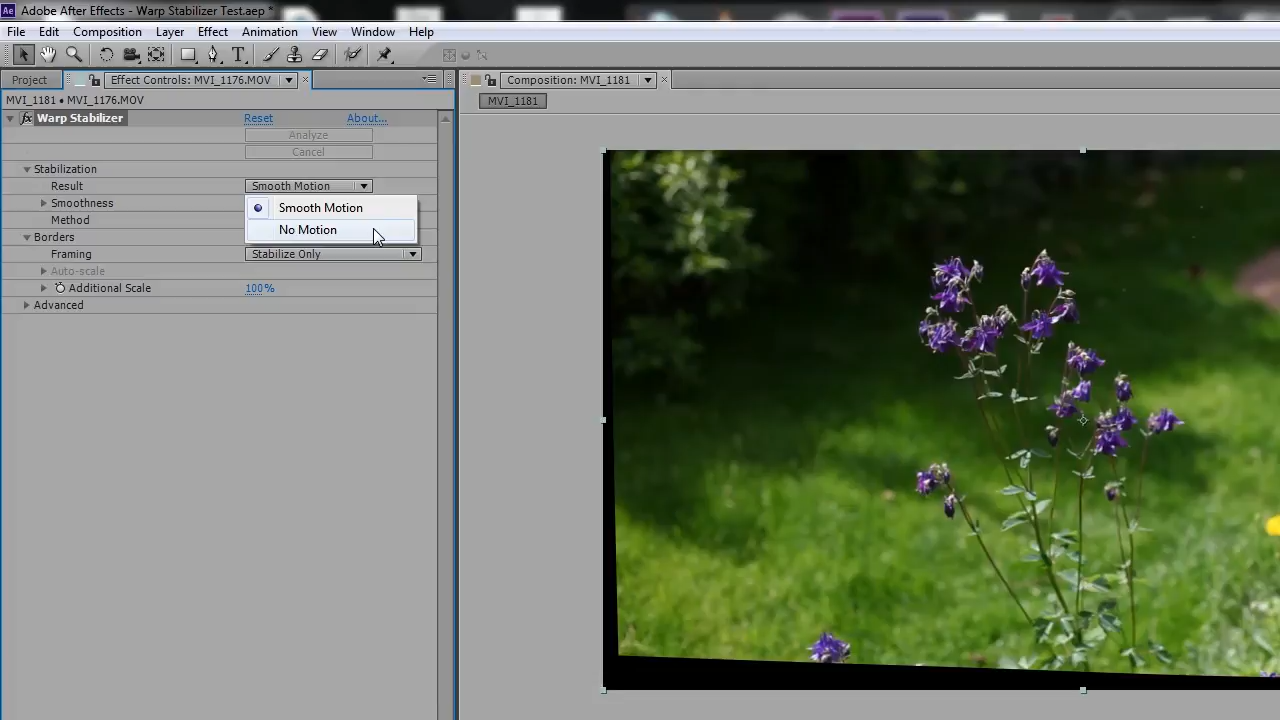 Ae Adobe After Effects - Warp Stabilizer Test.aep *
File Edit Composition Layer Effect Animation View Window Help
Project Effect Controls: MVI_1176.MOV Composition: MVI_1181
MVI_1181 • MVI_1176.MOV MVI_1181
fx Warp Stabilizer Reset About...
Analyze
Cancel
Stabilization
Result Smooth Motion
Smoothness Smooth Motion
Method No Motion
Borders
Framing Stabilize Only
Auto-scale
Additional Scale 100%
Advanced